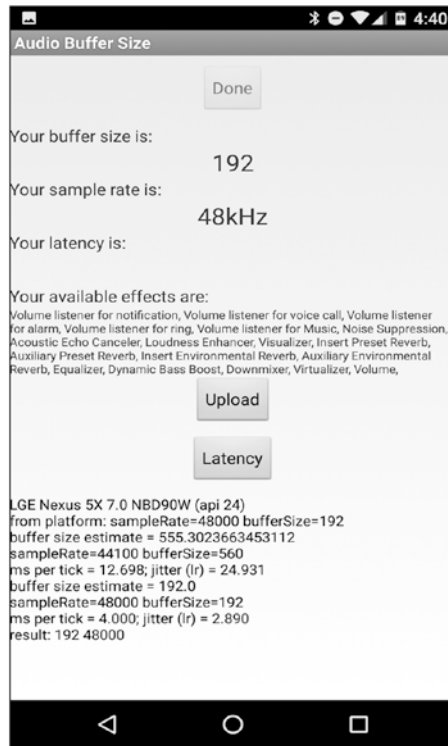 4:40
Audio Buffer Size
Done
Your buffer size is:
192
Your sample rate is:
48kHz
Your latency is:
Your available effects are:
Volume listener for notification, Volume listener for voice call, Volume listener
for alarm, Volume listener for ring, Volume listener for Music, Noise Suppression,
Acoustic Echo Canceler, Loudness Enhancer, Visualizer, Insert Preset Reverb,
Auxiliary Preset Reverb, Insert Environmental Reverb, Auxiliary Environmental
Reverb, Equalizer, Dynamic Bass Boost, Downmixer, Virtualizer, Volume,
Upload
Latency
LGE Nexus 5X 7.0 NBD90W (api 24)
from platform: sampleRate=48000 bufferSize=192
buffer size estimate = 555.3023663453112
sampleRate=44100 bufferSize=560
ms per tick = 12.698; jitter (lr) = 24.931
buffer size estimate = 192.0
sampleRate=48000 bufferSize=192
ms per tick = 4.000; jitter (lr) = 2.890
result: 192 48000